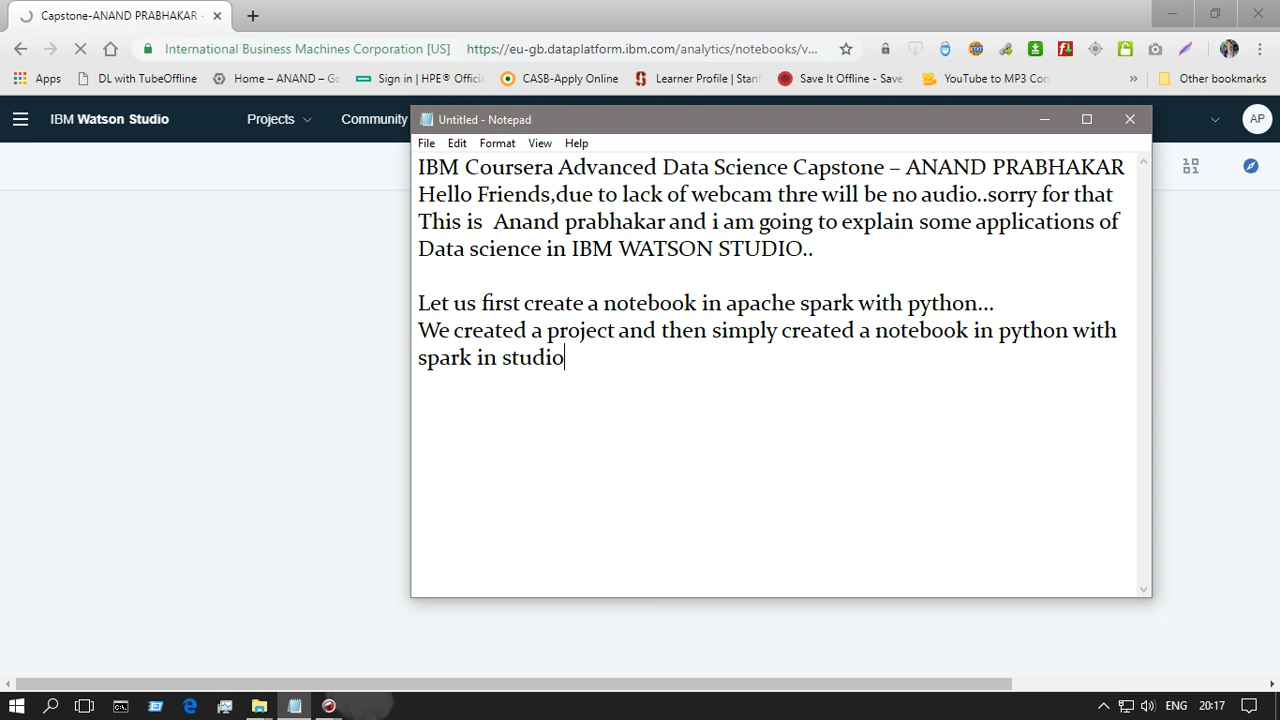 Capstone-ANAND PRABHAKAR -
International Business Machines Corporation [US]
https://eu-gb.dataplatform.ibm.com/analytics/notebooks/v...
Apps
DL with TubeOffline
Home – ANAND – Go
Sign in | HPE® Officia
CASB-Apply Online
Learner Profile | Stanf
Save It Offline - Save
YouTube to MP3 Con
»
Other bookmarks
IBM Watson Studio
Projects
Community
AP
Untitled - Notepad
File Edit Format View Help
IBM Coursera Advanced Data Science Capstone – ANAND PRABHAKAR
Hello Friends,due to lack of webcam thre will be no audio..sorry for that
This is  Anand prabhakar and i am going to explain some applications of
Data science in IBM WATSON STUDIO..
Let us first create a notebook in apache spark with python...
We created a project and then simply created a notebook in python with
spark in studio
ENG
20:17